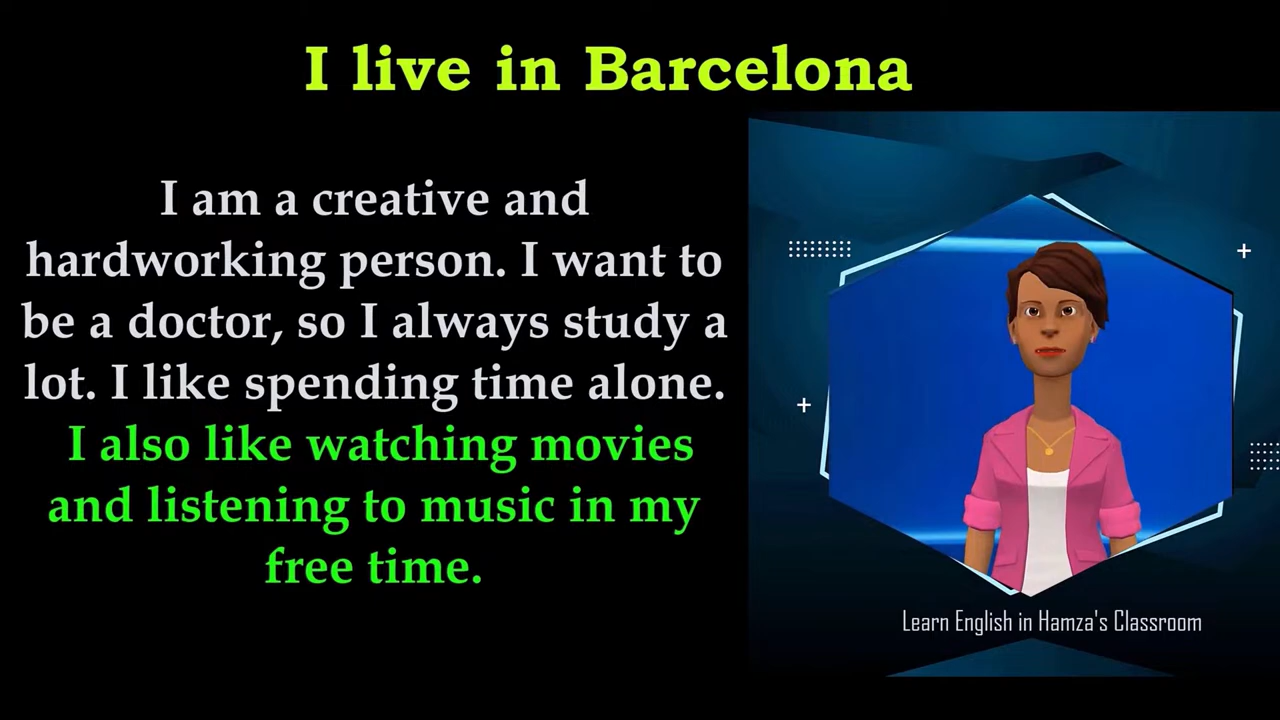 I live in Barcelona
I am a creative and
hardworking person. I want to
be a doctor, so I always study a
lot. I like spending time alone.
I also like watching movies
and listening to music in my
free time.
Learn English in Hamza's Classroom